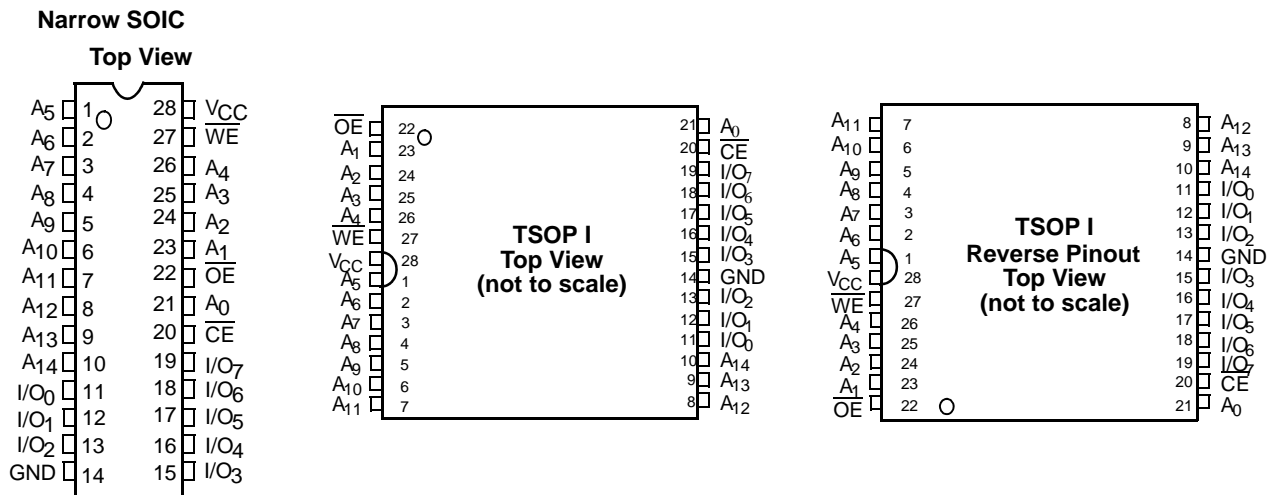 Narrow SOIC
Top View
A5 1 28 VCC
A6 2 27 W̅E̅
A7 3 26 A4
A8 4 25 A3
A9 5 24 A2
A10 6 23 A1
A11 7 22 O̅E̅
A12 8 21 A0
A13 9 20 C̅E̅
A14 10 19 I/O7
I/O0 11 18 I/O6
I/O1 12 17 I/O5
I/O2 13 16 I/O4
GND 14 15 I/O3
O̅E̅ 22 21 A0
A1 23 20 C̅E̅
A2 24 19 I/O7
A3 25 18 I/O6
A4 26 17 I/O5
W̅E̅ 27 16 I/O4
VCC 28 15 I/O3
A5 1 14 GND
A6 2 13 I/O2
A7 3 12 I/O1
A8 4 11 I/O0
A9 5 10 A14
A10 6 9 A13
A11 7 8 A12
TSOP I
Top View
(not to scale)
A11 7 8 A12
A10 6 9 A13
A9 5 10 A14
A8 4 11 I/O0
A7 3 12 I/O1
A6 2 13 I/O2
A5 1 14 GND
VCC 28 15 I/O3
W̅E̅ 27 16 I/O4
A4 26 17 I/O5
A3 25 18 I/O6
A2 24 19 I/O7
A1 23 20 C̅E̅
O̅E̅ 22 21 A0
TSOP I
Reverse Pinout
Top View
(not to scale)